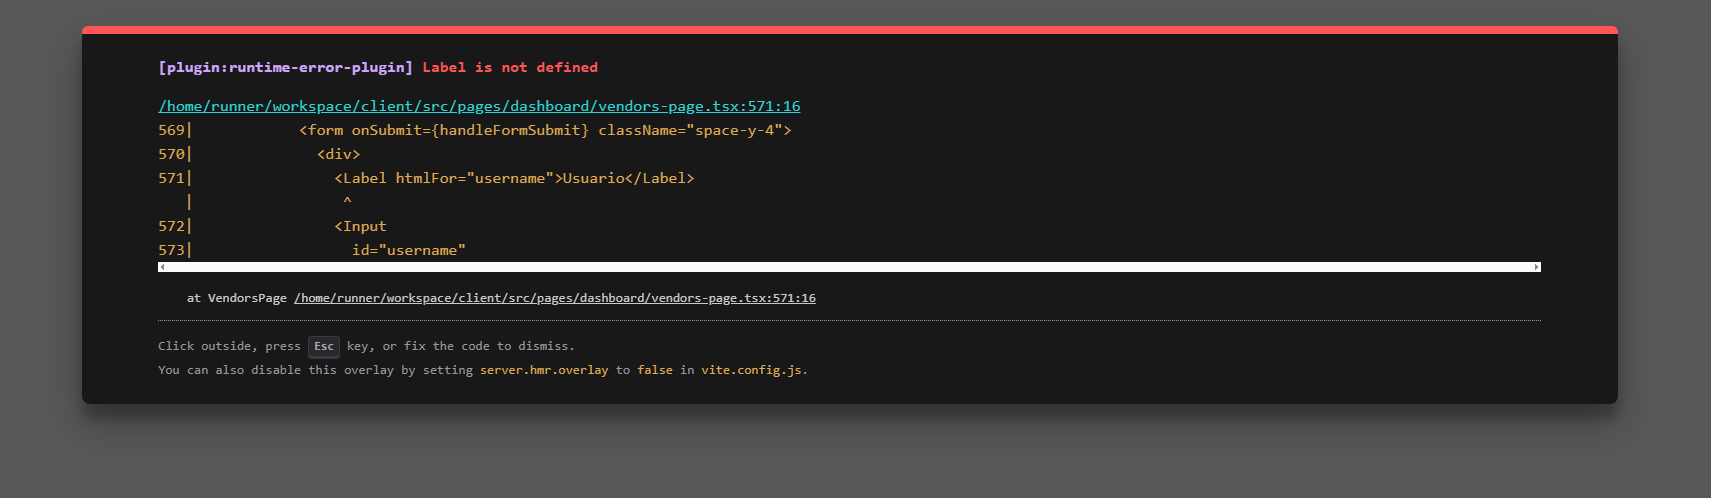 [plugin:runtime-error-plugin] Label is not defined
/home/runner/workspace/client/src/pages/dashboard/vendors-page.tsx:571:16
569|            <form onSubmit={handleFormSubmit} className="space-y-4">
570|              <div>
571|                <Label htmlFor="username">Usuario</Label>
   |                 ^
572|                <Input
573|                  id="username"
at VendorsPage /home/runner/workspace/client/src/pages/dashboard/vendors-page.tsx:571:16
Click outside, press Esc key, or fix the code to dismiss.
You can also disable this overlay by setting server.hmr.overlay to false in vite.config.js.